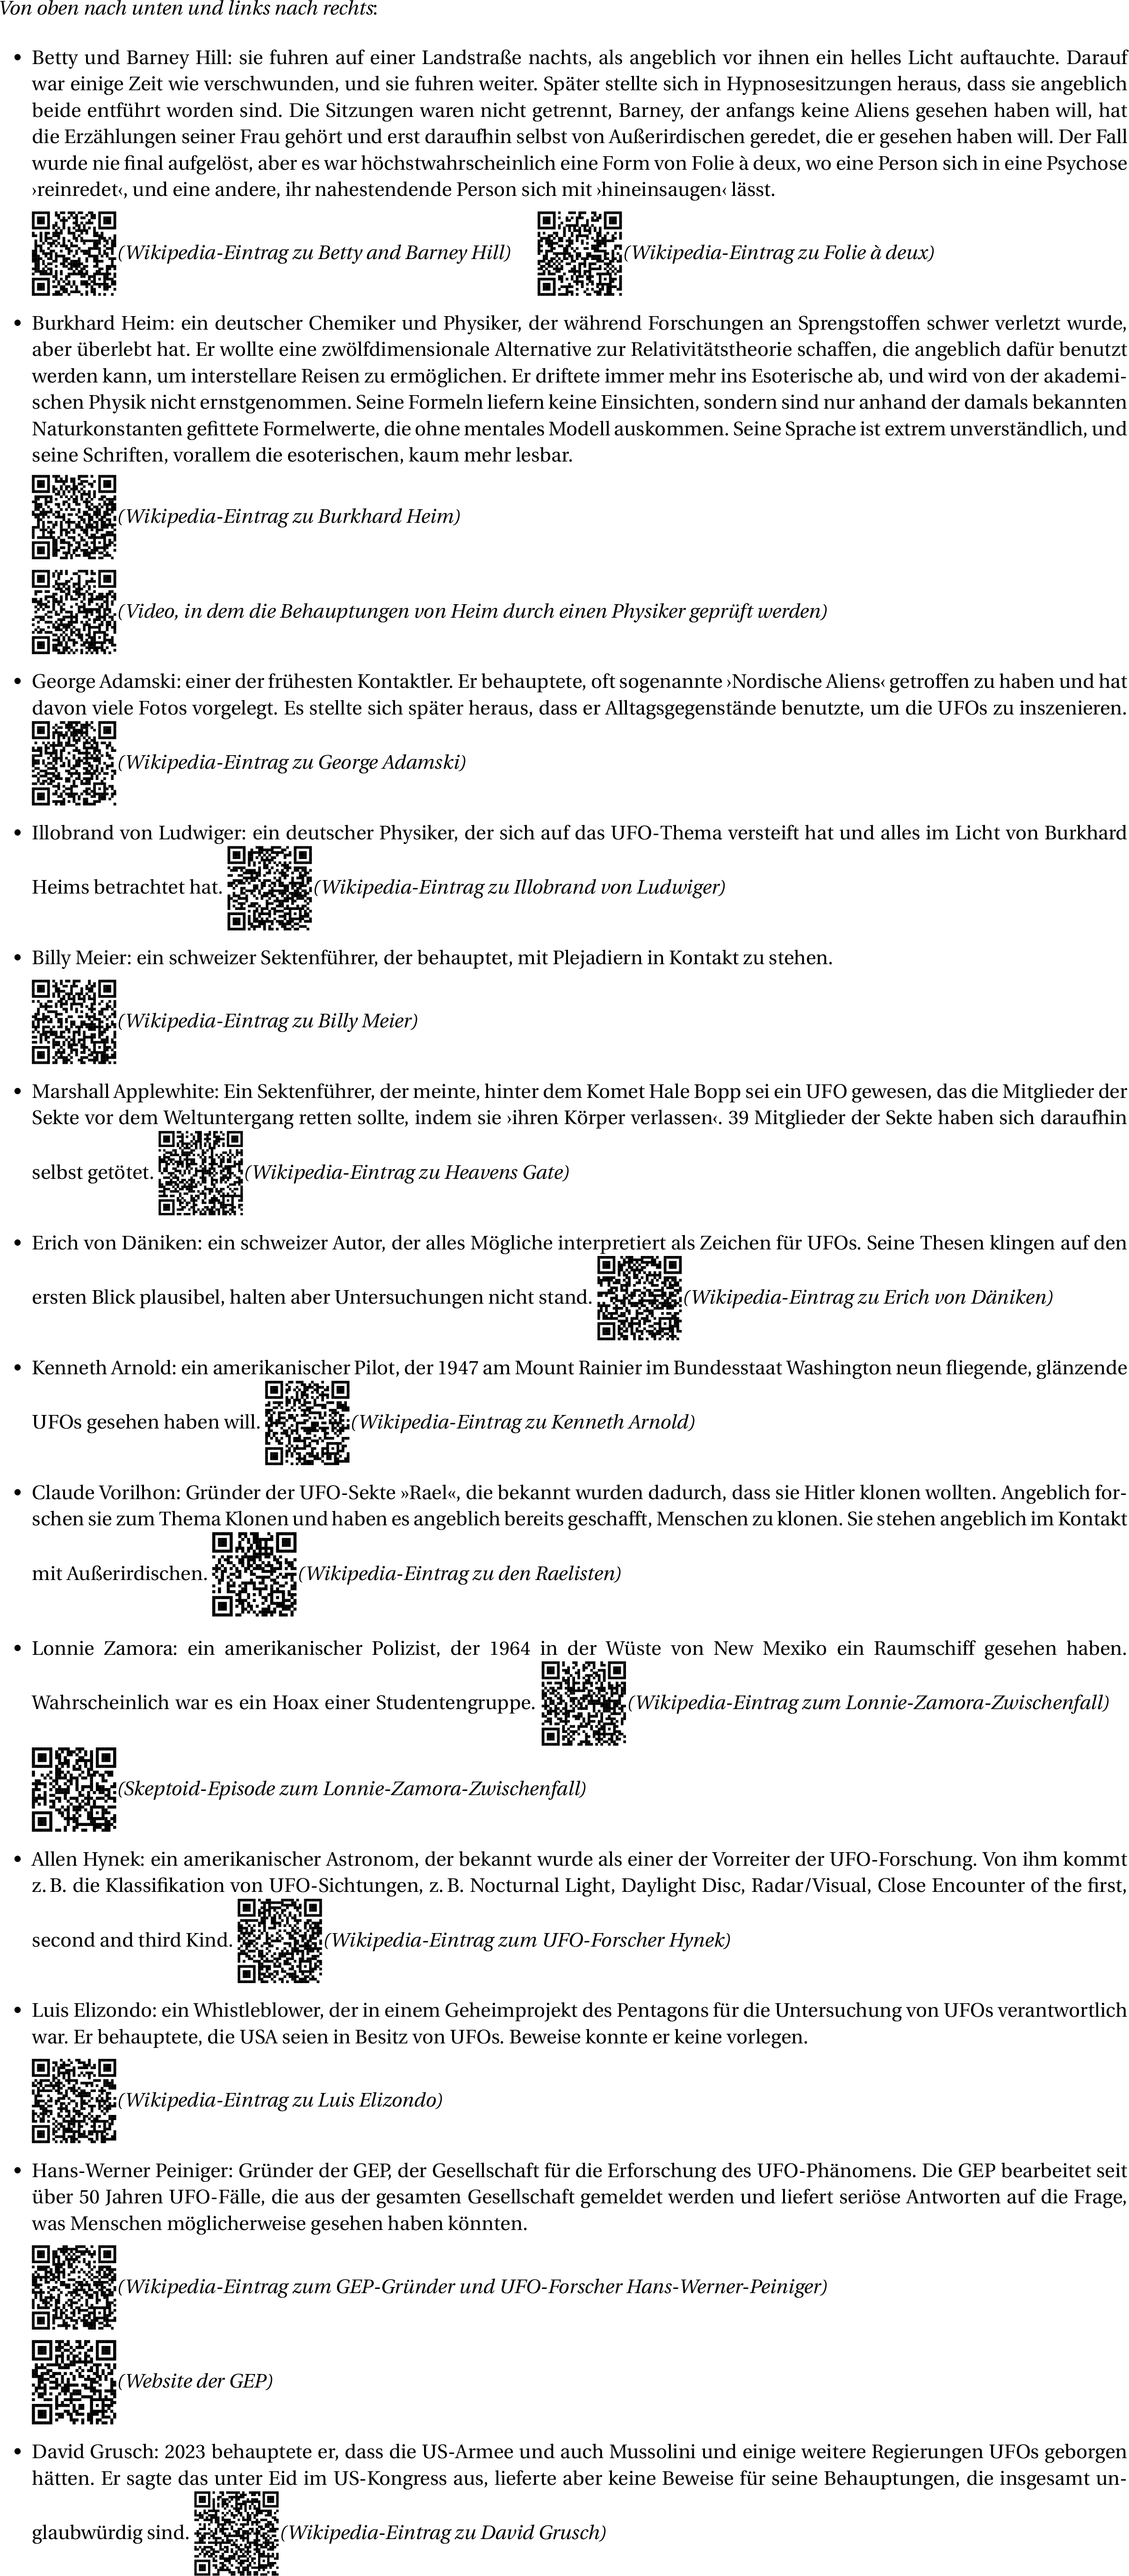 Von oben nach unten und links nach rechts:
• Betty und Barney Hill: sie fuhren auf einer Landstraße nachts, als angeblich vor ihnen ein helles Licht auftauchte. Darauf
war einige Zeit wie verschwunden, und sie fuhren weiter. Später stellte sich in Hypnosesitzungen heraus, dass sie angeblich
beide entführt worden sind. Die Sitzungen waren nicht getrennt, Barney, der anfangs keine Aliens gesehen haben will, hat
die Erzählungen seiner Frau gehört und erst daraufhin selbst von Außerirdischen geredet, die er gesehen haben will. Der Fall
wurde nie final aufgelöst, aber es war höchstwahrscheinlich eine Form von Folie à deux, wo eine Person sich in eine Psychose
›reinredet‹, und eine andere, ihr nahestendende Person sich mit ›hineinsaugen‹ lässt.
(Wikipedia-Eintrag zu Betty and Barney Hill) (Wikipedia-Eintrag zu Folie à deux)
• Burkhard Heim: ein deutscher Chemiker und Physiker, der während Forschungen an Sprengstoffen schwer verletzt wurde,
aber überlebt hat. Er wollte eine zwölfdimensionale Alternative zur Relativitätstheorie schaffen, die angeblich dafür benutzt
werden kann, um interstellare Reisen zu ermöglichen. Er driftete immer mehr ins Esoterische ab, und wird von der akademi-
schen Physik nicht ernstgenommen. Seine Formeln liefern keine Einsichten, sondern sind nur anhand der damals bekannten
Naturkonstanten gefittete Formelwerte, die ohne mentales Modell auskommen. Seine Sprache ist extrem unverständlich, und
seine Schriften, vorallem die esoterischen, kaum mehr lesbar.
(Wikipedia-Eintrag zu Burkhard Heim)
(Video, in dem die Behauptungen von Heim durch einen Physiker geprüft werden)
• George Adamski: einer der frühesten Kontaktler. Er behauptete, oft sogenannte ›Nordische Aliens‹ getroffen zu haben und hat
davon viele Fotos vorgelegt. Es stellte sich später heraus, dass er Alltagsgegenstände benutzte, um die UFOs zu inszenieren.
(Wikipedia-Eintrag zu George Adamski)
• Illobrand von Ludwiger: ein deutscher Physiker, der sich auf das UFO-Thema versteift hat und alles im Licht von Burkhard
Heims betrachtet hat. (Wikipedia-Eintrag zu Illobrand von Ludwiger)
• Billy Meier: ein schweizer Sektenführer, der behauptet, mit Plejadiern in Kontakt zu stehen.
(Wikipedia-Eintrag zu Billy Meier)
• Marshall Applewhite: Ein Sektenführer, der meinte, hinter dem Komet Hale Bopp sei ein UFO gewesen, das die Mitglieder der
Sekte vor dem Weltuntergang retten sollte, indem sie ›ihren Körper verlassen‹. 39 Mitglieder der Sekte haben sich daraufhin
selbst getötet. (Wikipedia-Eintrag zu Heavens Gate)
• Erich von Däniken: ein schweizer Autor, der alles Mögliche interpretiert als Zeichen für UFOs. Seine Thesen klingen auf den
ersten Blick plausibel, halten aber Untersuchungen nicht stand. (Wikipedia-Eintrag zu Erich von Däniken)
• Kenneth Arnold: ein amerikanischer Pilot, der 1947 am Mount Rainier im Bundesstaat Washington neun fliegende, glänzende
UFOs gesehen haben will. (Wikipedia-Eintrag zu Kenneth Arnold)
• Claude Vorilhon: Gründer der UFO-Sekte »Rael«, die bekannt wurden dadurch, dass sie Hitler klonen wollten. Angeblich for-
schen sie zum Thema Klonen und haben es angeblich bereits geschafft, Menschen zu klonen. Sie stehen angeblich im Kontakt
mit Außerirdischen. (Wikipedia-Eintrag zu den Raelisten)
• Lonnie Zamora: ein amerikanischer Polizist, der 1964 in der Wüste von New Mexiko ein Raumschiff gesehen haben.
Wahrscheinlich war es ein Hoax einer Studentengruppe. (Wikipedia-Eintrag zum Lonnie-Zamora-Zwischenfall)
(Skeptoid-Episode zum Lonnie-Zamora-Zwischenfall)
• Allen Hynek: ein amerikanischer Astronom, der bekannt wurde als einer der Vorreiter der UFO-Forschung. Von ihm kommt
z. B. die Klassifikation von UFO-Sichtungen, z. B. Nocturnal Light, Daylight Disc, Radar/Visual, Close Encounter of the first,
second and third Kind. (Wikipedia-Eintrag zum UFO-Forscher Hynek)
• Luis Elizondo: ein Whistleblower, der in einem Geheimprojekt des Pentagons für die Untersuchung von UFOs verantwortlich
war. Er behauptete, die USA seien in Besitz von UFOs. Beweise konnte er keine vorlegen.
(Wikipedia-Eintrag zu Luis Elizondo)
• Hans-Werner Peiniger: Gründer der GEP, der Gesellschaft für die Erforschung des UFO-Phänomens. Die GEP bearbeitet seit
über 50 Jahren UFO-Fälle, die aus der gesamten Gesellschaft gemeldet werden und liefert seriöse Antworten auf die Frage,
was Menschen möglicherweise gesehen haben könnten.
(Wikipedia-Eintrag zum GEP-Gründer und UFO-Forscher Hans-Werner-Peiniger)
(Website der GEP)
• David Grusch: 2023 behauptete er, dass die US-Armee und auch Mussolini und einige weitere Regierungen UFOs geborgen
hätten. Er sagte das unter Eid im US-Kongress aus, lieferte aber keine Beweise für seine Behauptungen, die insgesamt un-
glaubwürdig sind. (Wikipedia-Eintrag zu David Grusch)